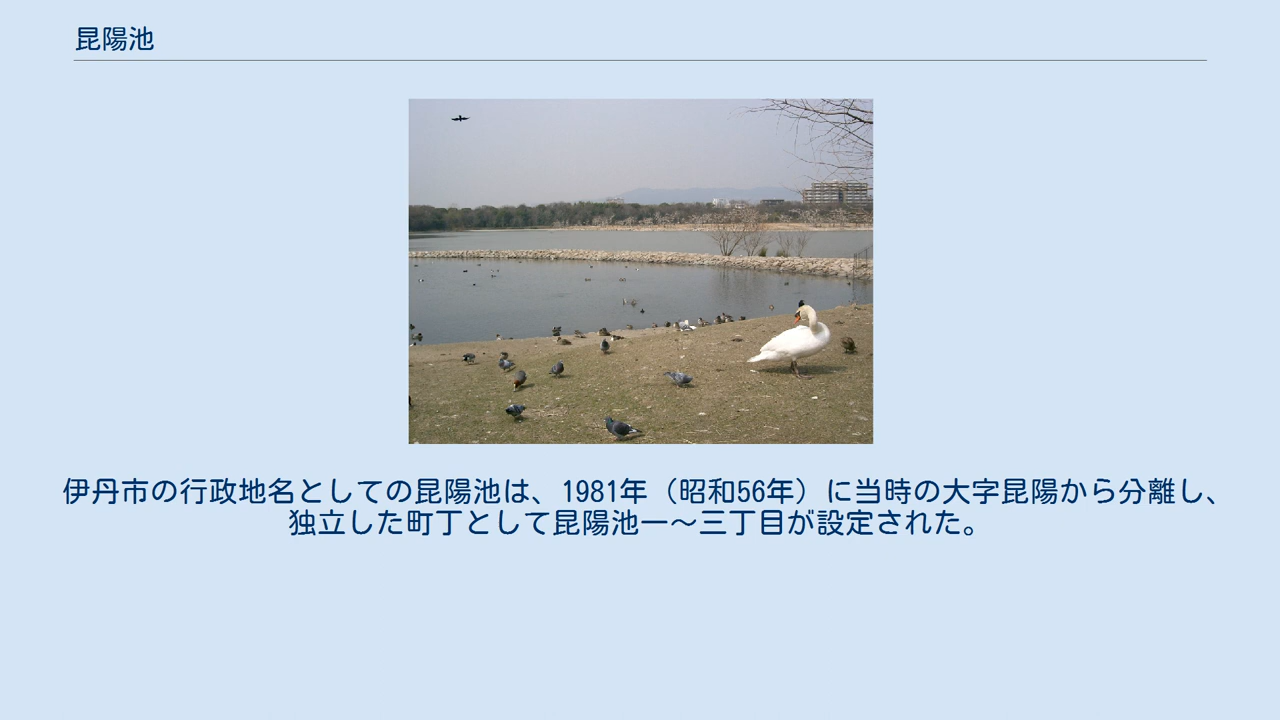 昆陽池
伊丹市の行政地名としての昆陽池は、1981年（昭和56年）に当時の大字昆陽から分離し、
独立した町丁として昆陽池一～三丁目が設定された。